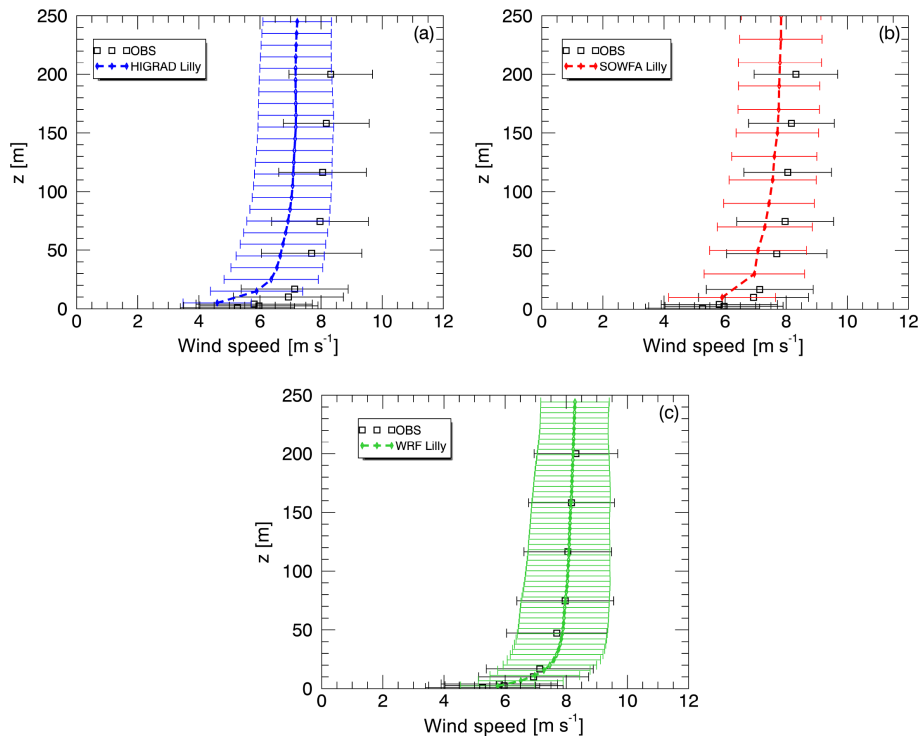 250
200
150
100
50
0
z [m]
(a)
OBS
HIGRAD Lilly
0 2 4 6 8 10 12
Wind speed [m s⁻¹]
250
200
150
100
50
0
z [m]
(b)
OBS
SOWFA Lilly
0 2 4 6 8 10 12
Wind speed [m s⁻¹]
250
200
150
100
50
0
z [m]
(c)
OBS
WRF Lilly
0 2 4 6 8 10 12
Wind speed [m s⁻¹]